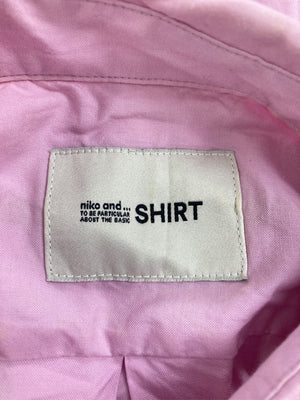 niko and...
TO BE PARTICULAR
ABOUT THE BASIC
SHIRT